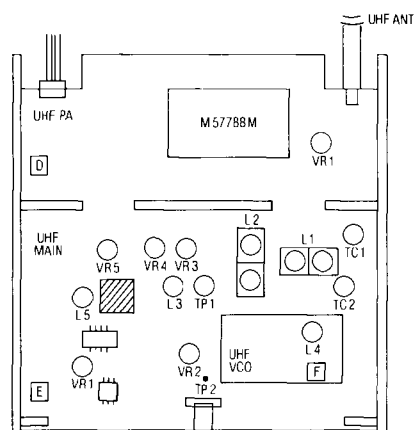 UHF ANT
UHF PA
M57788M
VR1
D
L2
L1
TC1
UHF
MAIN
VR5
VR4
VR3
L3
TP1
TC2
L5
L4
VR1
VR2
UHF
VCO
F
E
TP2